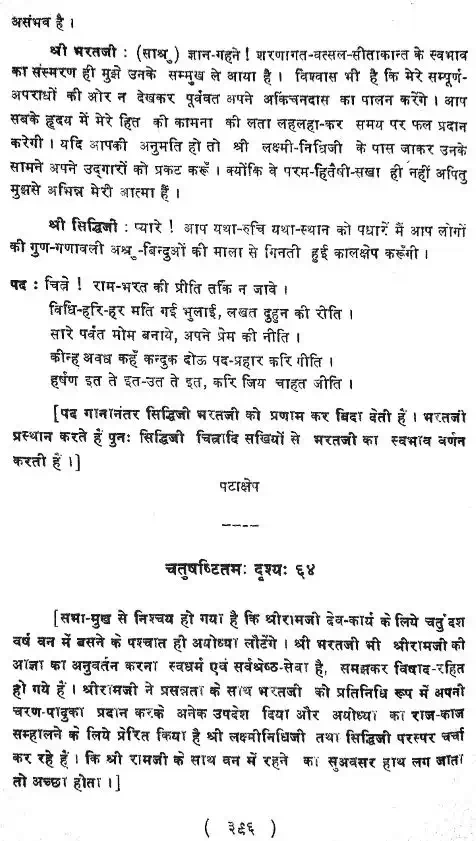 असंभव है ।
श्री भरतजी : (साश्रु) ज्ञान-गहने ! शरणागत-वत्सल-सीताकान्त के स्वभाव
का संस्मरण ही मुझे उनके सम्मुख ले आया है । विश्वास भी है कि मेरे सम्पूर्ण-
अपराधों की ओर न देखकर पूर्ववत अपने अकिंचनदास का पालन करेंगे । आप
सबके हृदय में मेरे हित की कामना की लता लहलहा-कर समय पर फल प्रदान
करेगी । यदि आपकी अनुमति हो तो श्री लक्ष्मी-निधिजी के पास जाकर उनके
सामने अपने उद्गारों को प्रकट करूँ । क्योंकि वे परम-हितैषी-सखा ही नहीं अपितु
मुझसे अभिन्न मेरी आत्मा हैं ।
श्री सिद्धिजी : प्यारे ! आप यथा-रुचि यथा-स्थान को पधारें मैं आप लोगों
की गुण-गणावली अश्रु-बिन्दुओं की माला से गिनती हुई कालक्षेप करूँगी ।
पद : चित्रे ! राम-भरत की प्रीति तर्कि न जावे ।
विधि-हरि-हर मति गई भुलाई, लखत दुहुन की रीति ।
सारे पर्वत मोम बनाये, अपने प्रेम की नीति ।
कीन्ह अवध कहँ कन्दुक दोऊ पद-प्रहार करि गीति ।
हर्षण इत ते इत-उत ते इत, करि जिय चाहत जीति ।
[पद गानानंतर सिद्धिजी भरतजी को प्रणाम कर बिदा देती हैं । भरतजी
प्रस्थान करते हैं पुनः सिद्धिजी चित्रादि सखियों से भरतजी का स्वभाव वर्णन
करती हैं ।]
पटाक्षेप
----
चतुषष्टितमः दृश्यः ६४
[सभा-मुख से निश्चय हो गया है कि श्रीरामजी देव-कार्य के लिये चतुर्दश
वर्ष वन में बसने के पश्चात ही अयोध्या लौटेंगे । श्री भरतजी भी श्रीरामजी की
आज्ञा का अनुवर्तन करना स्वधर्म एवं सर्वश्रेष्ठ-सेवा है, समझकर विषाद-रहित
हो गये हैं । श्रीरामजी ने प्रसन्नता के साथ भरतजी को प्रतिनिधि रूप में अपनी
चरण-पादुका प्रदान करके अनेक उपदेश दिया और अयोध्या का राज-काज
सम्हालने के लिये प्रेरित किया है श्री लक्ष्मीनिधिजी तथा सिद्धिजी परस्पर चर्चा
कर रहे हैं । कि श्री रामजी के साथ वन में रहने का सुअवसर हाथ लग जाता
तो अच्छा होता ।]
( ३९६ )